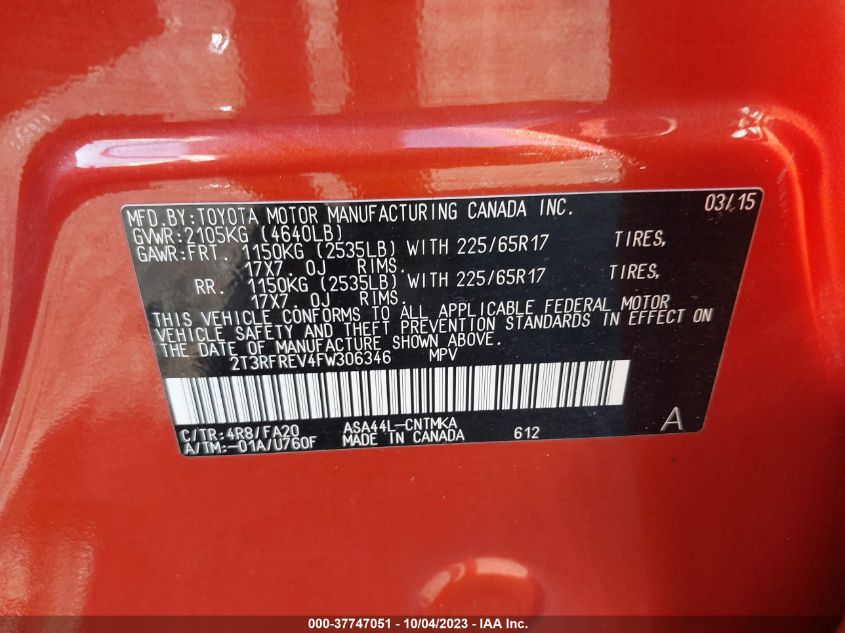 MFD.BY:TOYOTA MOTOR MANUFACTURING CANADA INC. 03/15
GVWR:2105KG (4640LB)
GAWR:FRT. 1150KG (2535LB) WITH 225/65R17 TIRES,
17X7.0J RIMS.
RR. 1150KG (2535LB) WITH 225/65R17 TIRES,
17X7.0J RIMS.
THIS VEHICLE CONFORMS TO ALL APPLICABLE FEDERAL MOTOR
VEHICLE SAFETY AND THEFT PREVENTION STANDARDS IN EFFECT ON
THE DATE OF MANUFACTURE SHOWN ABOVE.
2T3RFREV4FW306346 MPV
C/TR:4R8/FA20 ASA44L-CNTMKA A
A/TM:-01A/U760F MADE IN CANADA 612
000-37747051 - 10/04/2023 - IAA Inc.